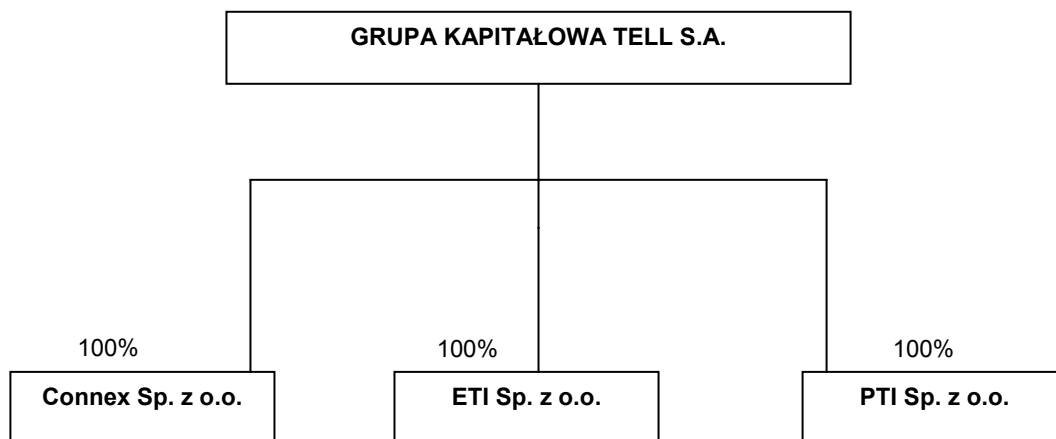 GRUPA KAPITAŁOWA TELL S.A.
100%
100%
100%
Connex Sp. z o.o.
ETI Sp. z o.o.
PTI Sp. z o.o.